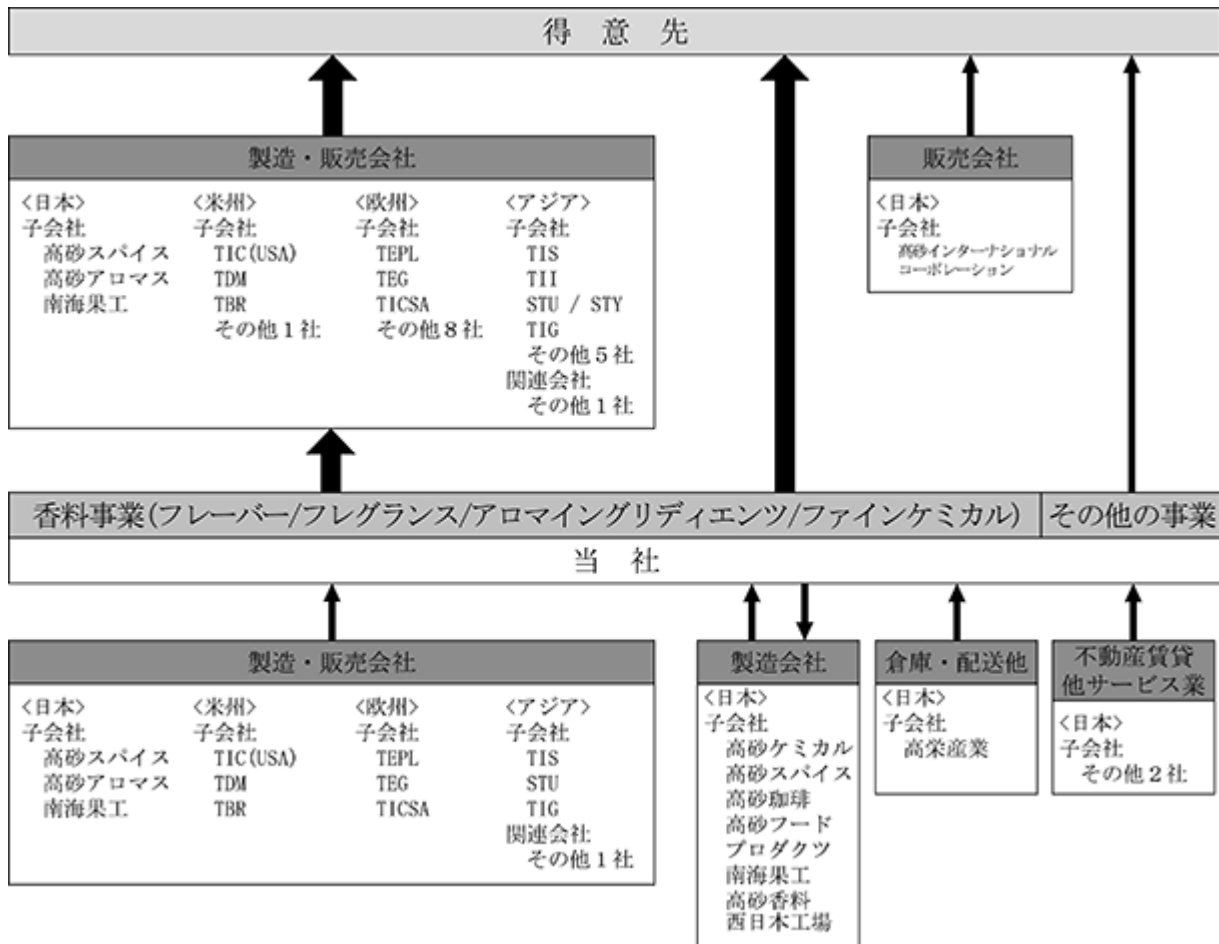 得 意 先
製造・販売会社
〈日本〉
子会社
高砂スパイス
高砂アロマス
南海果工
〈米州〉
子会社
TIC(USA)
TDM
TBR
その他1社
〈欧州〉
子会社
TEPL
TEG
TICSA
その他8社
〈アジア〉
子会社
TIS
TII
STU / STY
TIG
その他5社
関連会社
その他1社
販売会社
〈日本〉
子会社
高砂インターナショナル
コーポレーション
香料事業(フレーバー/フレグランス/アロマイングリディエンツ/ファインケミカル)
その他の事業
当 社
製造・販売会社
〈日本〉
子会社
高砂スパイス
高砂アロマス
南海果工
〈米州〉
子会社
TIC(USA)
TDM
TBR
〈欧州〉
子会社
TEPL
TEG
TICSA
〈アジア〉
子会社
TIS
STU
TIG
関連会社
その他1社
製造会社
〈日本〉
子会社
高砂ケミカル
高砂スパイス
高砂珈琲
高砂フード
プロダクツ
南海果工
高砂香料
西日本工場
倉庫・配送他
〈日本〉
子会社
高栄産業
不動産賃貸
他サービス業
〈日本〉
子会社
その他2社